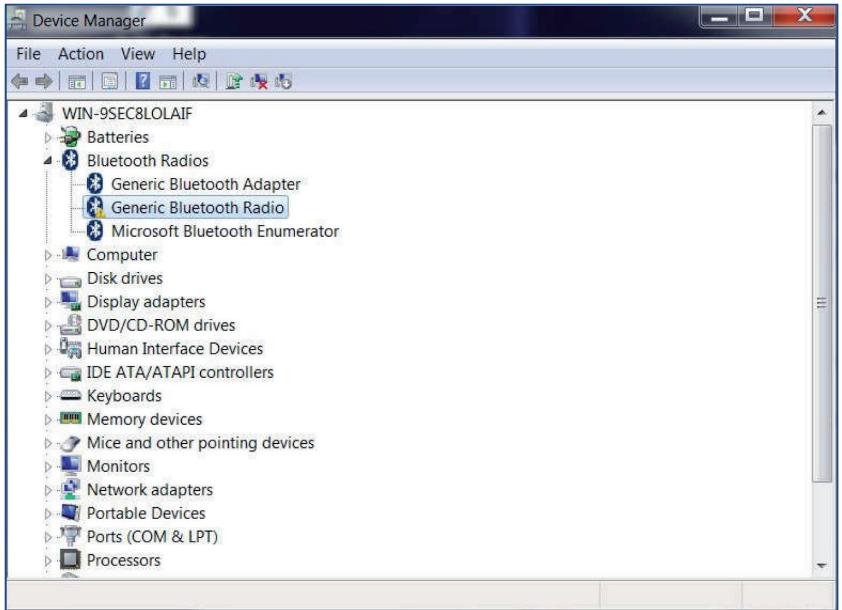 Device Manager
File Action View Help
WIN-9SEC8LOLAIF
Batteries
Bluetooth Radios
Generic Bluetooth Adapter
Generic Bluetooth Radio
Microsoft Bluetooth Enumerator
Computer
Disk drives
Display adapters
DVD/CD-ROM drives
Human Interface Devices
IDE ATA/ATAPI controllers
Keyboards
Memory devices
Mice and other pointing devices
Monitors
Network adapters
Portable Devices
Ports (COM & LPT)
Processors